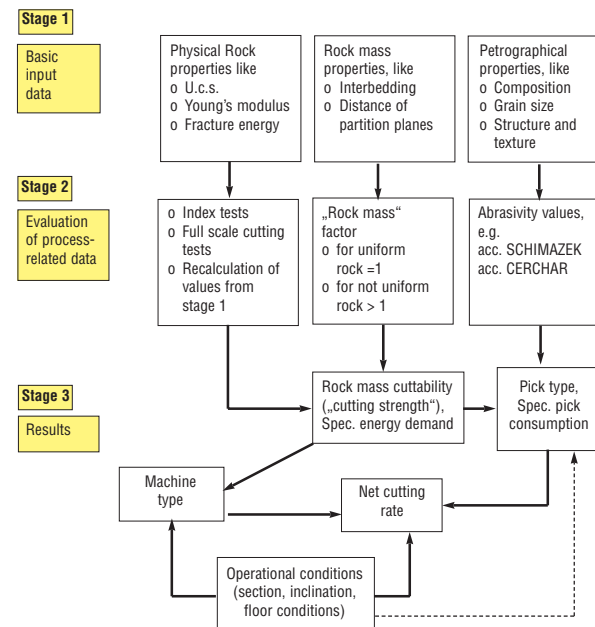 Stage 1
Basic
input
data
Physical Rock
properties like
o U.c.s.
o Young's modulus
o Fracture energy
Rock mass
properties, like
o Interbedding
o Distance of
partition planes
Petrographical
properties, like
o Composition
o Grain size
o Structure and
texture
Stage 2
Evaluation
of process-
related data
o Index tests
o Full scale cutting
tests
o Recalculation of
values from
stage 1
„Rock mass“
factor
o for uniform
rock =1
o for not uniform
rock > 1
Abrasivity values,
e.g.
acc. SCHIMAZEK
acc. CERCHAR
Stage 3
Results
Rock mass cuttability
(„cutting strength“),
Spec. energy demand
Pick type,
Spec. pick
consumption
Machine
type
Net cutting
rate
Operational conditions
(section, inclination,
floor conditions)